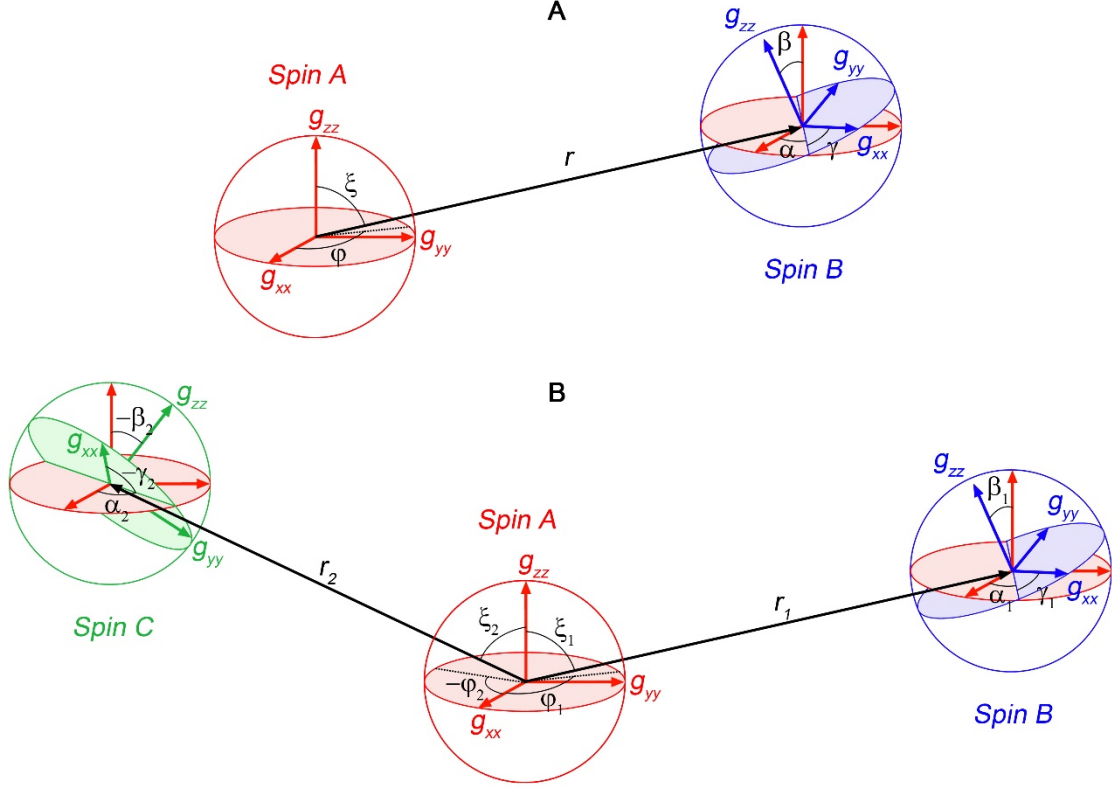 A
Spin A
g_zz
ξ
r
φ
g_xx
g_yy
g_zz
β
g_yy
α
γ
g_xx
Spin B
B
g_zz
−β_2
g_xx
−γ_2
α_2
g_yy
Spin C
r_2
Spin A
g_zz
ξ_2
ξ_1
−φ_2
φ_1
g_xx
g_yy
r_1
g_zz
β_1
g_yy
α_1
γ_1
g_xx
Spin B